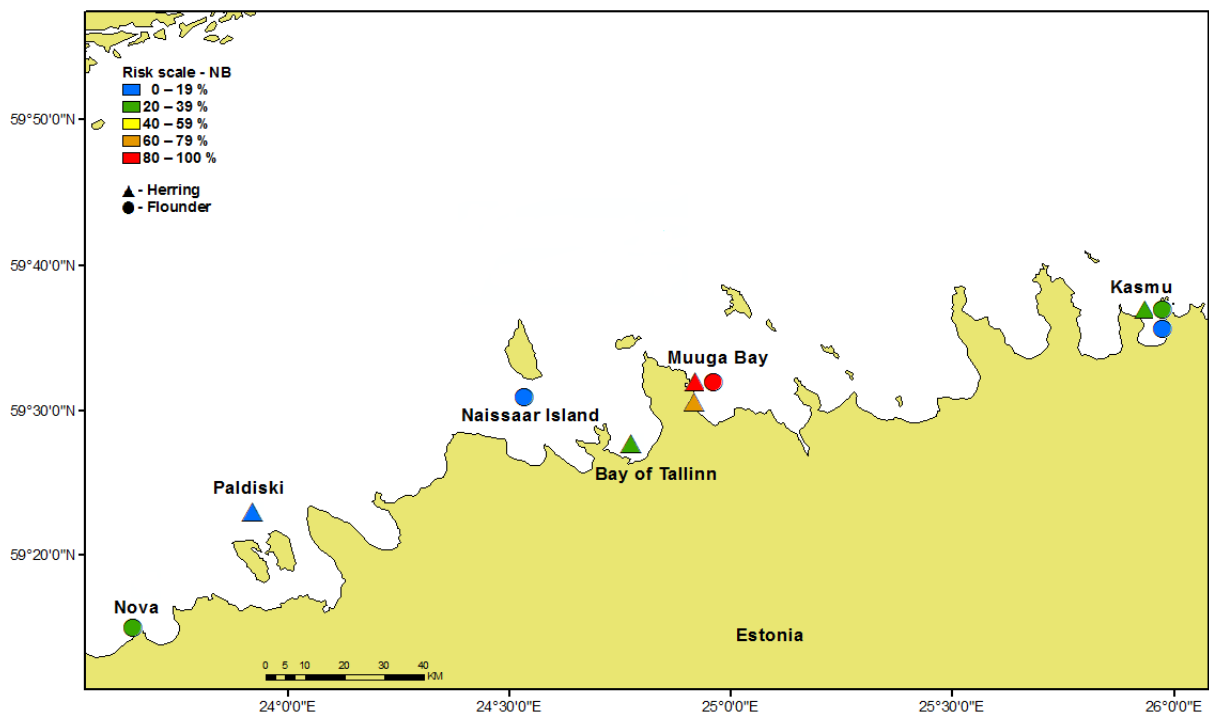 Risk scale - NB
0 – 19 %
20 – 39 %
40 – 59 %
60 – 79 %
80 – 100 %
- Herring
- Flounder
59°50'0"N
59°40'0"N
59°30'0"N
59°20'0"N
Kasmu
Muuga Bay
Naissaar Island
Bay of Tallinn
Paldiski
Nova
Estonia
0 5 10 20 30 40
KM
24°0'0"E 24°30'0"E 25°0'0"E 25°30'0"E 26°0'0"E